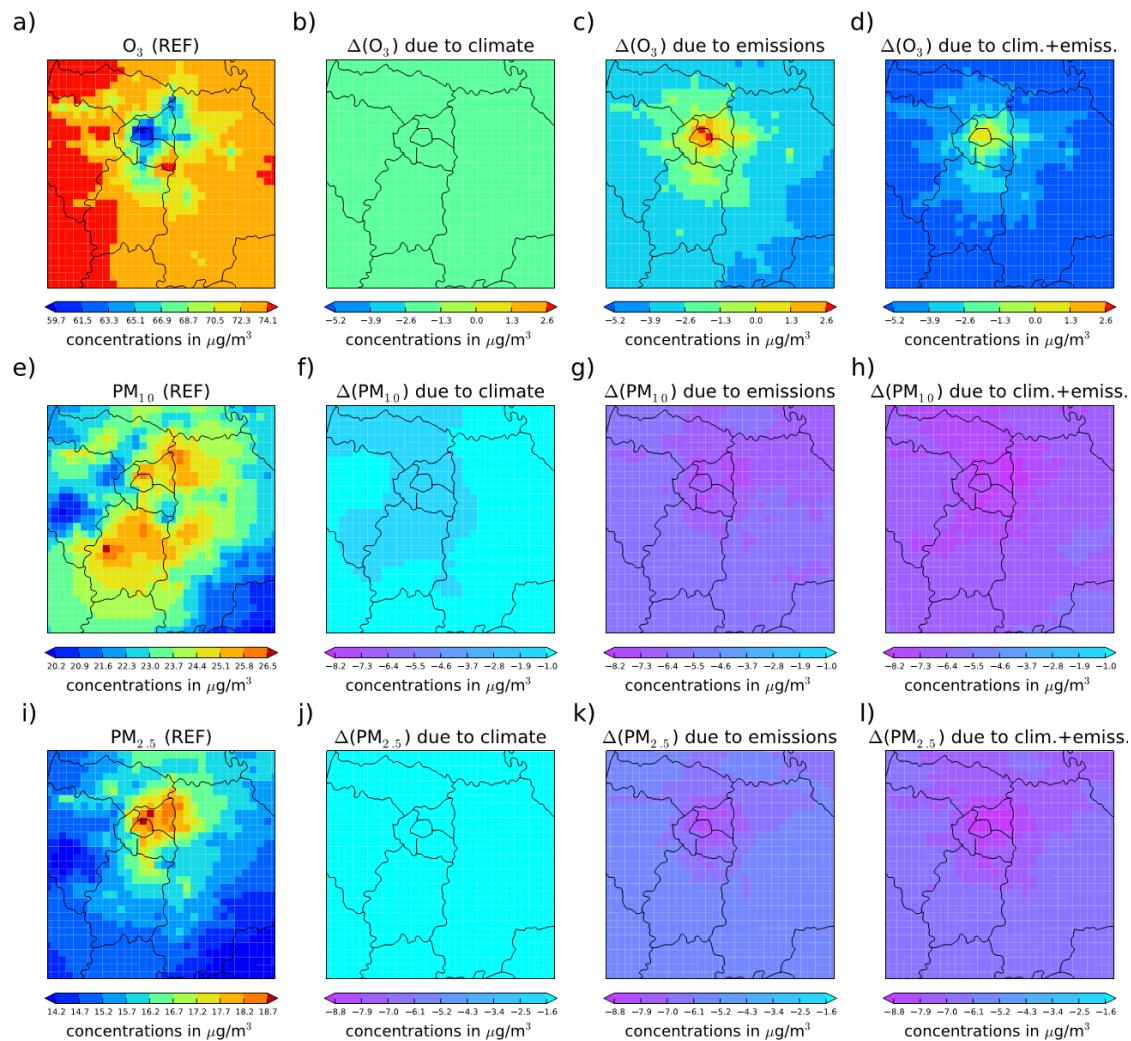 a) b) c) d)
O₃ (REF) Δ(O₃) due to climate Δ(O₃) due to emissions Δ(O₃) due to clim.+emiss.
59.7 61.5 63.3 65.1 66.9 68.7 70.5 72.3 74.1 −5.2 −3.9 −2.6 −1.3 0.0 1.3 2.6 −5.2 −3.9 −2.6 −1.3 0.0 1.3 2.6 −5.2 −3.9 −2.6 −1.3 0.0 1.3 2.6
concentrations in μg/m³ concentrations in μg/m³ concentrations in μg/m³ concentrations in μg/m³
e) f) g) h)
PM₁₀ (REF) Δ(PM₁₀) due to climate Δ(PM₁₀) due to emissions Δ(PM₁₀) due to clim.+emiss.
20.2 20.9 21.6 22.3 23.0 23.7 24.4 25.1 25.8 26.5 −8.2 −7.3 −6.4 −5.5 −4.6 −3.7 −2.8 −1.9 −1.0 −8.2 −7.3 −6.4 −5.5 −4.6 −3.7 −2.8 −1.9 −1.0 −8.2 −7.3 −6.4 −5.5 −4.6 −3.7 −2.8 −1.9 −1.0
concentrations in μg/m³ concentrations in μg/m³ concentrations in μg/m³ concentrations in μg/m³
i) j) k) l)
PM₂.₅ (REF) Δ(PM₂.₅) due to climate Δ(PM₂.₅) due to emissions Δ(PM₂.₅) due to clim.+emiss.
14.2 14.7 15.2 15.7 16.2 16.7 17.2 17.7 18.2 18.7 −8.8 −7.9 −7.0 −6.1 −5.2 −4.3 −3.4 −2.5 −1.6 −8.8 −7.9 −7.0 −6.1 −5.2 −4.3 −3.4 −2.5 −1.6 −8.8 −7.9 −7.0 −6.1 −5.2 −4.3 −3.4 −2.5 −1.6
concentrations in μg/m³ concentrations in μg/m³ concentrations in μg/m³ concentrations in μg/m³